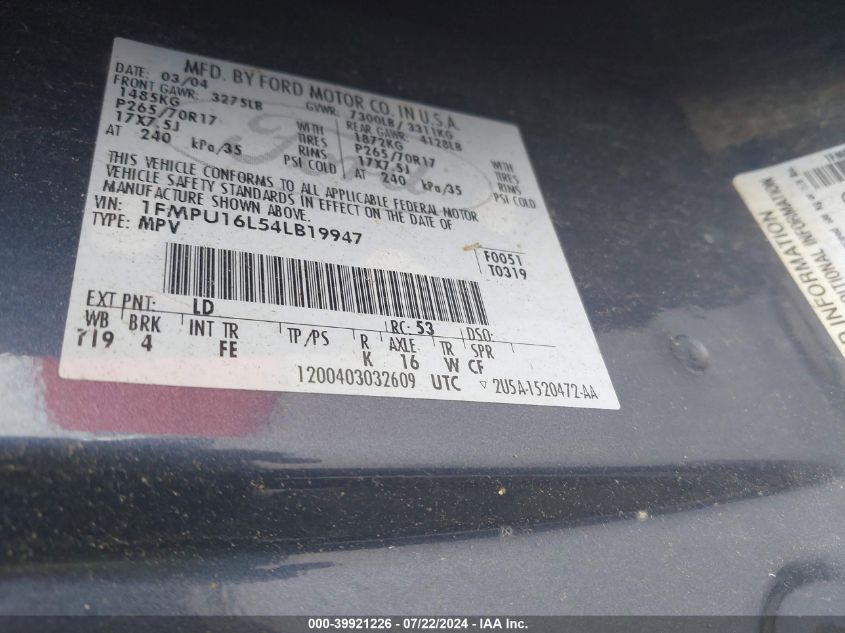 MFD. BY FORD MOTOR CO. IN U.S.A.
DATE: 03/04 GVWR: 7300LB/3311KG
FRONT GAWR: 3275LB REAR GAWR: 4128LB
1485KG WITH 1872KG WITH
P265/70R17 TIRES P265/70R17 TIRES
17X7.5J RIMS 17X7.5J RIMS
AT 240 kPa/35 PSI COLD AT 240 kPa/35 PSI COLD
THIS VEHICLE CONFORMS TO ALL APPLICABLE FEDERAL MOTOR
VEHICLE SAFETY STANDARDS IN EFFECT ON THE DATE OF
MANUFACTURE SHOWN ABOVE.
VIN: 1FMPU16L54LB19947
TYPE: MPV
F0051
T0319
EXT PNT: LD RC: 53 DSO:
WB BRK INT TR TP/PS R AXLE TR SPR
719 4 FE K 16 W CF
1200403032609 UTC ▽ 2U5A-1520472-AA
Ford
INFORMATION
000-39921226 - 07/22/2024 - IAA Inc.